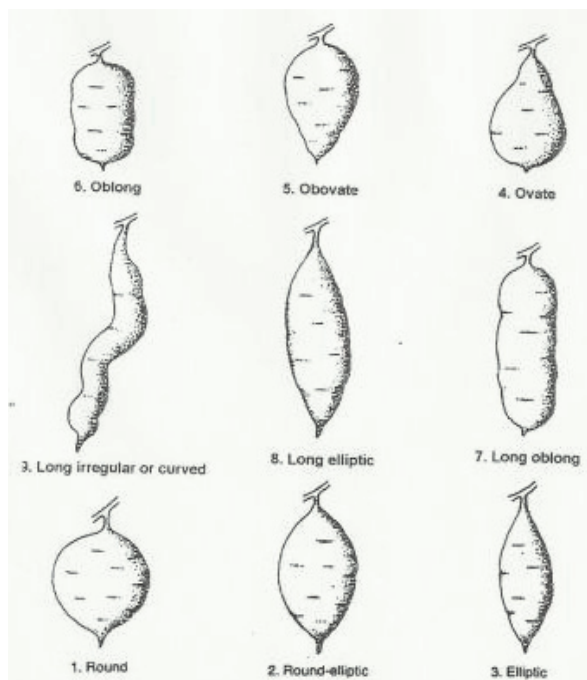 6. Oblong
5. Obovate
4. Ovate
9. Long irregular or curved
8. Long elliptic
7. Long oblong
1. Round
2. Round-elliptic
3. Elliptic